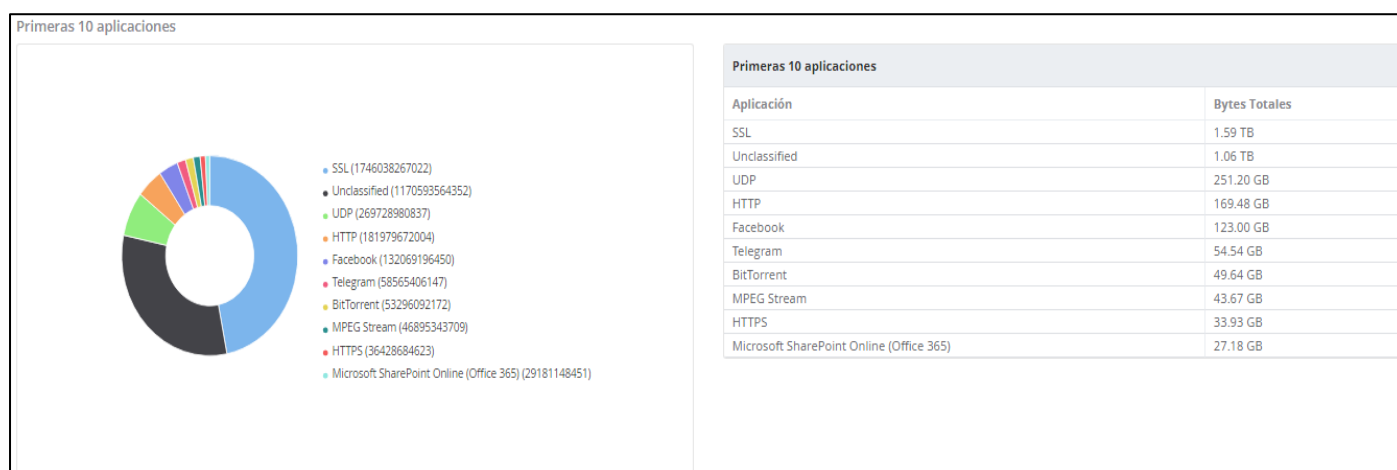 Primeras 10 aplicaciones
SSL (1746038267022)
Unclassified (1170593564352)
UDP (269728980837)
HTTP (181979672004)
Facebook (132069196450)
Telegram (58565406147)
BitTorrent (53296092172)
MPEG Stream (46895343709)
HTTPS (36428684623)
Microsoft SharePoint Online (Office 365) (29181148451)
Primeras 10 aplicaciones
Aplicación Bytes Totales
SSL 1.59 TB
Unclassified 1.06 TB
UDP 251.20 GB
HTTP 169.48 GB
Facebook 123.00 GB
Telegram 54.54 GB
BitTorrent 49.64 GB
MPEG Stream 43.67 GB
HTTPS 33.93 GB
Microsoft SharePoint Online (Office 365) 27.18 GB